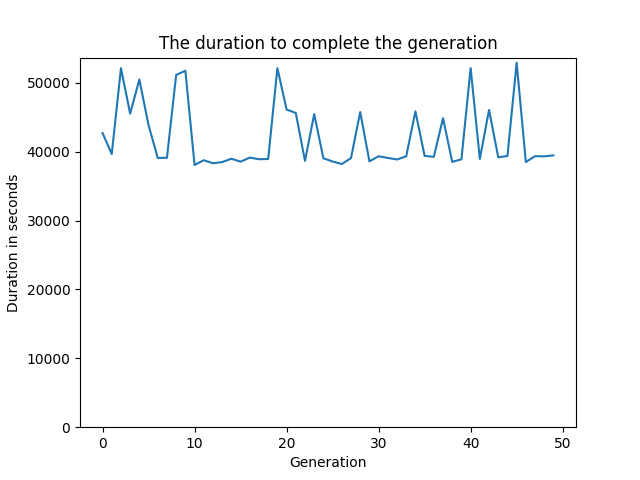 The duration to complete the generation
Duration in seconds
50000
40000
30000
20000
10000
0
0 10 20 30 40 50
Generation